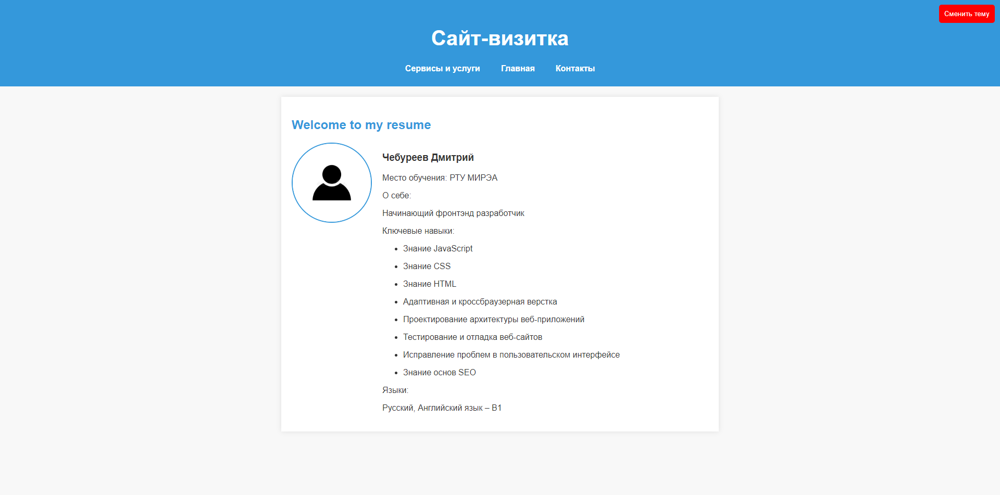 Сменить тему
Сайт-визитка
Сервисы и услуги Главная Контакты
Welcome to my resume
Чебуреев Дмитрий
Место обучения: РТУ МИРЭА
О себе:
Начинающий фронтэнд разработчик
Ключевые навыки:
• Знание JavaScript
• Знание CSS
• Знание HTML
• Адаптивная и кроссбраузерная верстка
• Проектирование архитектуры веб-приложений
• Тестирование и отладка веб-сайтов
• Исправление проблем в пользовательском интерфейсе
• Знание основ SEO
Языки:
Русский, Английский язык – B1